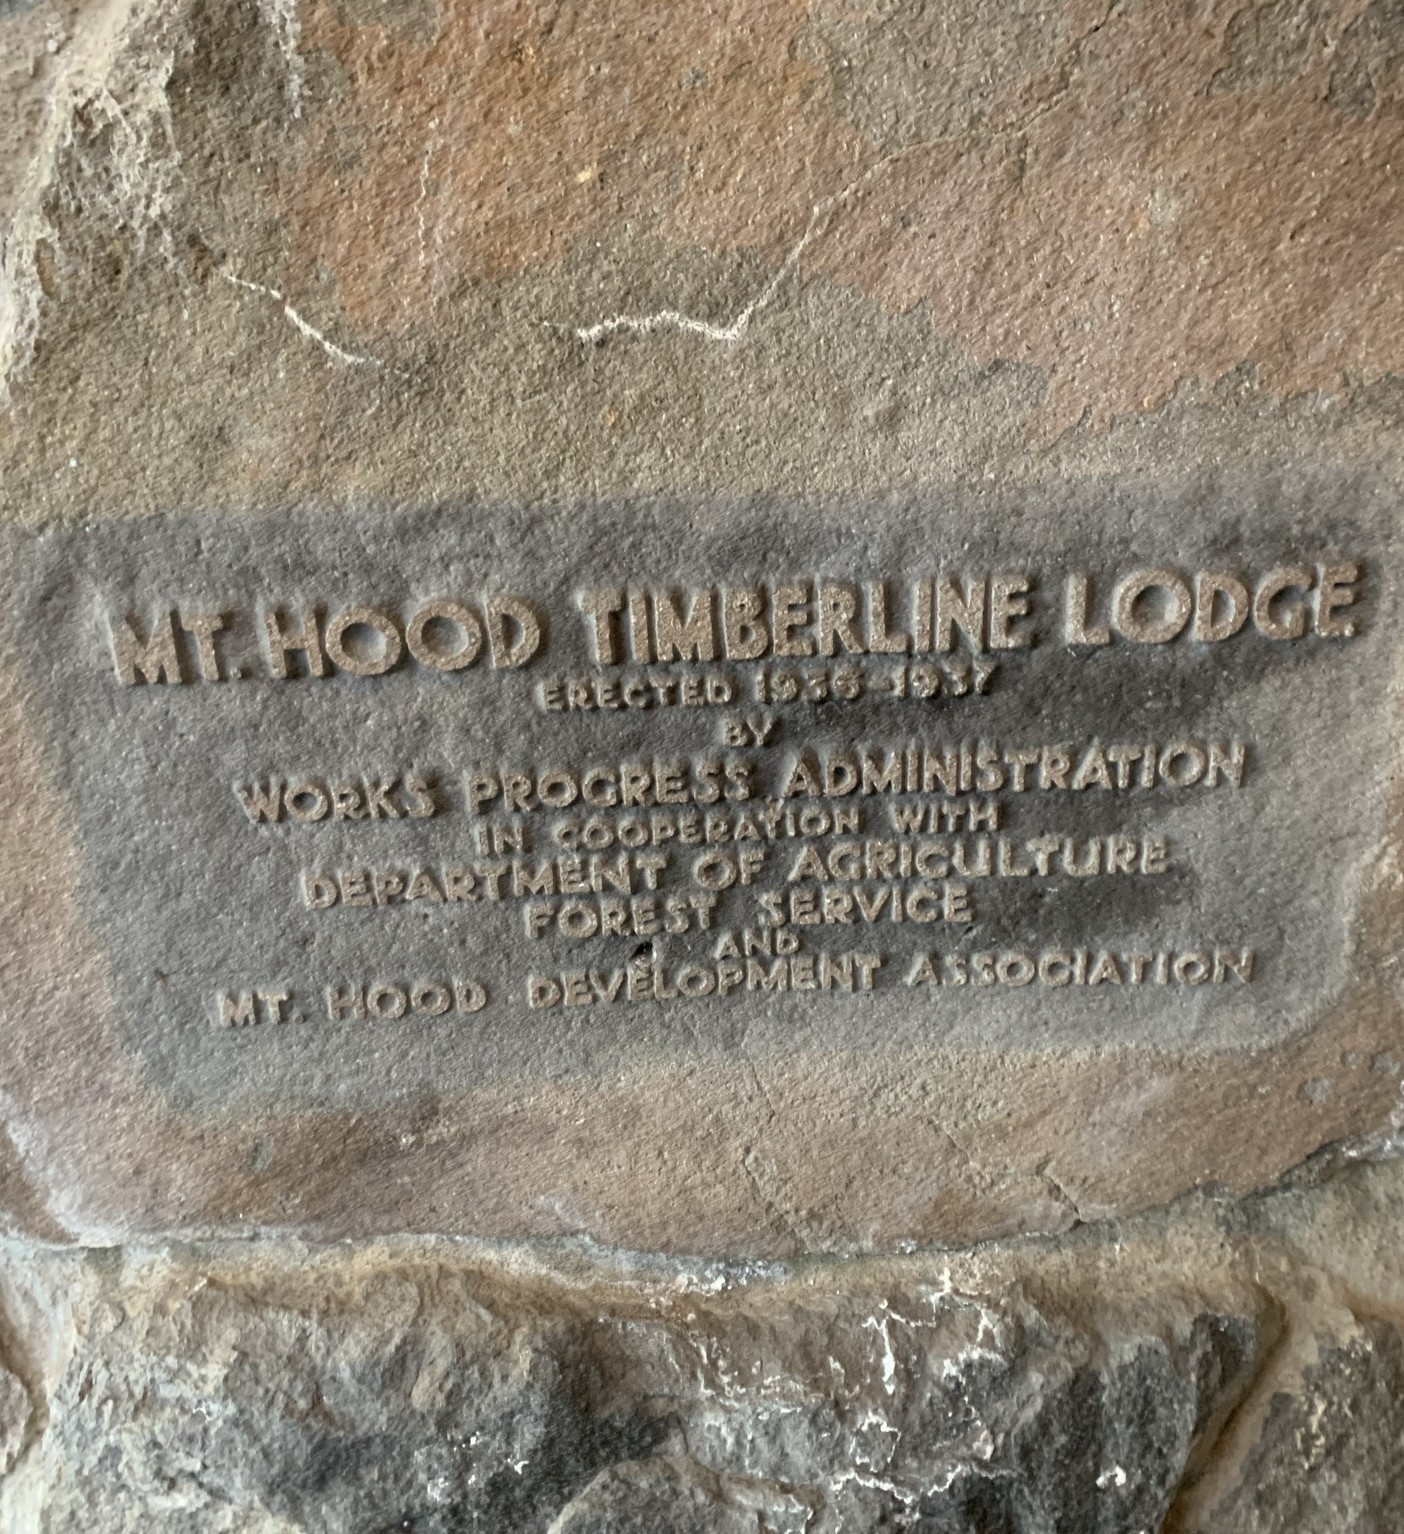 MT. HOOD TIMBERLINE LODGE
ERECTED 1936-1937
BY
WORKS PROGRESS ADMINISTRATION
IN COOPERATION WITH
DEPARTMENT OF AGRICULTURE
FOREST SERVICE
AND
MT. HOOD DEVELOPMENT ASSOCIATION